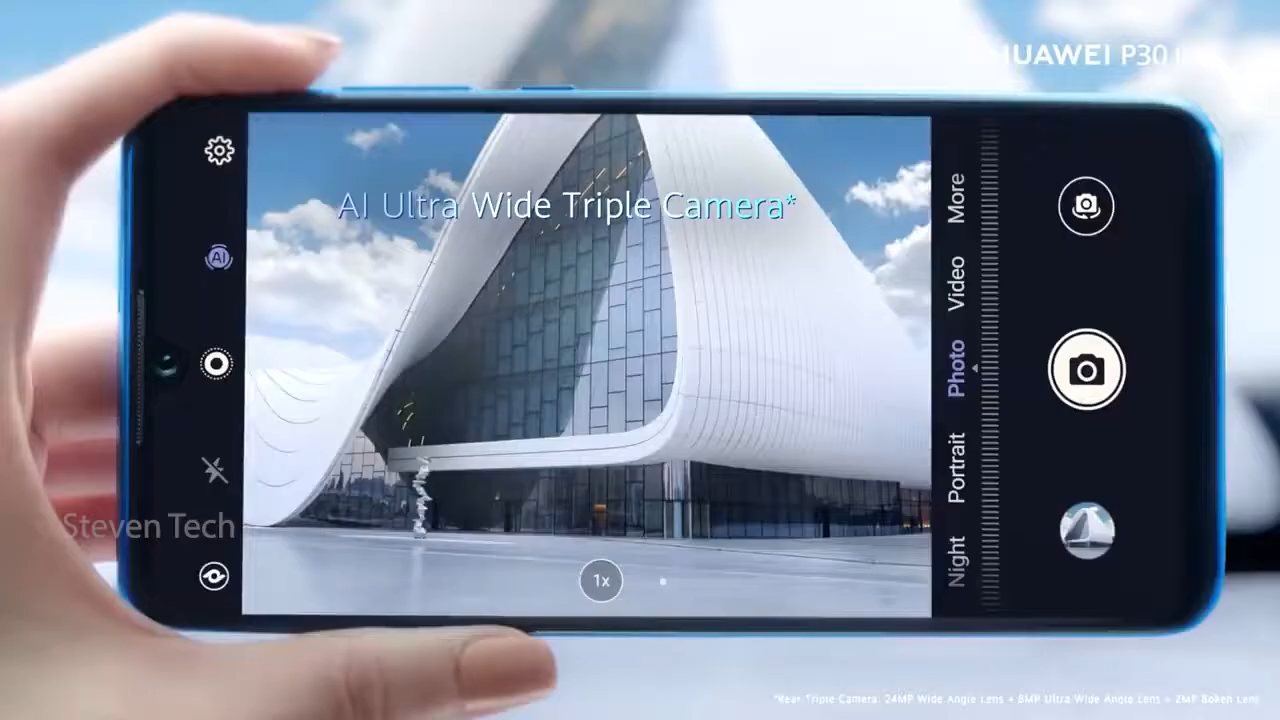 HUAWEI P30
AI Ultra Wide Triple Camera*
AI
More
Video
Photo
Portrait
Night
Steven Tech
1x
*Rear Triple Camera: 24MP Wide Angle Lens + 8MP Ultra Wide Angle Lens + 2MP Bokeh Lens